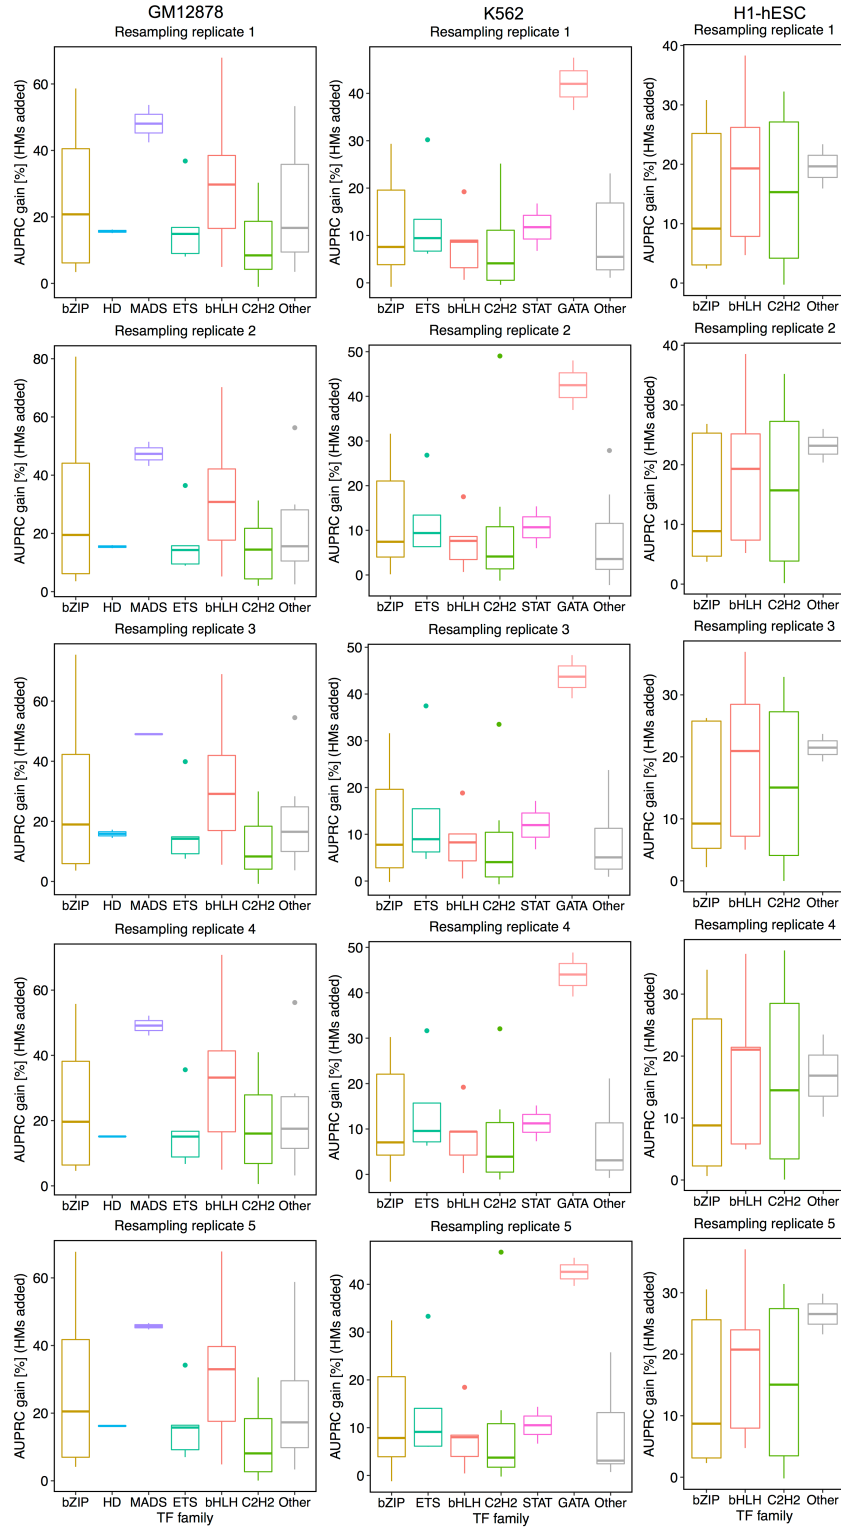 GM12878 K562 H1-hESC
Resampling replicate 1 Resampling replicate 1 Resampling replicate 1
AUPRC gain [%] (HMs added)
60
40
20
0
bZIP HD MADS ETS bHLH C2H2 Other
AUPRC gain [%] (HMs added)
40
30
20
10
0
bZIP ETS bHLH C2H2 STAT GATA Other
AUPRC gain [%] (HMs added)
40
30
20
10
0
bZIP bHLH C2H2 Other
Resampling replicate 2 Resampling replicate 2 Resampling replicate 2
AUPRC gain [%] (HMs added)
80
60
40
20
0
bZIP HD MADS ETS bHLH C2H2 Other
AUPRC gain [%] (HMs added)
50
40
30
20
10
0
bZIP ETS bHLH C2H2 STAT GATA Other
AUPRC gain [%] (HMs added)
40
30
20
10
0
bZIP bHLH C2H2 Other
Resampling replicate 3 Resampling replicate 3 Resampling replicate 3
AUPRC gain [%] (HMs added)
60
40
20
0
bZIP HD MADS ETS bHLH C2H2 Other
AUPRC gain [%] (HMs added)
50
40
30
20
10
0
bZIP ETS bHLH C2H2 STAT GATA Other
AUPRC gain [%] (HMs added)
30
20
10
0
bZIP bHLH C2H2 Other
Resampling replicate 4 Resampling replicate 4 Resampling replicate 4
AUPRC gain [%] (HMs added)
60
40
20
0
bZIP HD MADS ETS bHLH C2H2 Other
AUPRC gain [%] (HMs added)
50
40
30
20
10
0
bZIP ETS bHLH C2H2 STAT GATA Other
AUPRC gain [%] (HMs added)
30
20
10
0
bZIP bHLH C2H2 Other
Resampling replicate 5 Resampling replicate 5 Resampling replicate 5
AUPRC gain [%] (HMs added)
60
40
20
0
bZIP HD MADS ETS bHLH C2H2 Other
TF family
AUPRC gain [%] (HMs added)
40
30
20
10
0
bZIP ETS bHLH C2H2 STAT GATA Other
TF family
AUPRC gain [%] (HMs added)
30
20
10
0
bZIP bHLH C2H2 Other
TF family